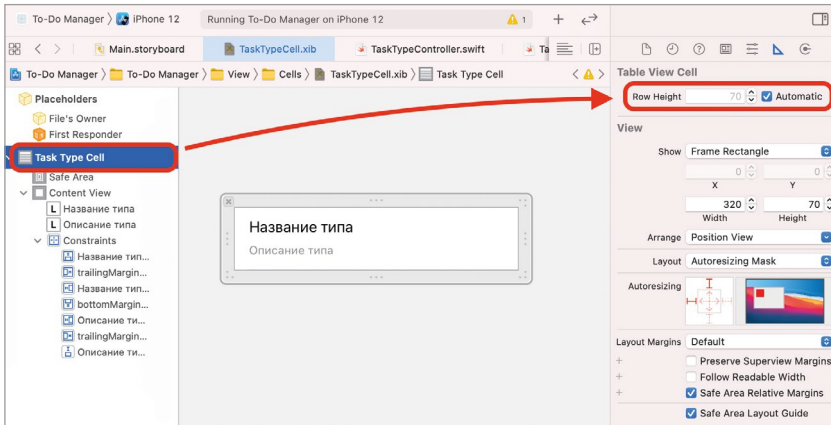 To-Do Manager 〉 iPhone 12
Running To-Do Manager on iPhone 12
1
Main.storyboard
TaskTypeCell.xib
TaskTypeController.swift
Ta
To-Do Manager 〉 To-Do Manager 〉 View 〉 Cells 〉 TaskTypeCell.xib 〉 Task Type Cell
Placeholders
File's Owner
First Responder
Task Type Cell
Safe Area
Content View
L Название типа
L Описание типа
Constraints
Название тип...
trailingMargin...
Название тип...
bottomMargin...
Описание ти...
trailingMargin...
Описание ти...
Название типа
Описание типа
Table View Cell
Row Height 70 Automatic
View
Show Frame Rectangle
0 0
X Y
320 70
Width Height
Arrange Position View
Layout Autoresizing Mask
Autoresizing
Layout Margins Default
Preserve Superview Margins
Follow Readable Width
Safe Area Relative Margins
Safe Area Layout Guide